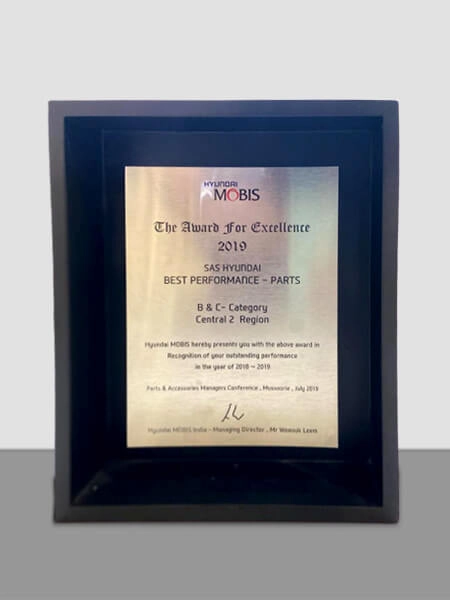 HYUNDAI
MOBIS
The Award For Excellence
2019
SAS HYUNDAI
BEST PERFORMANCE - PARTS
B & C- Category
Central 2 Region
Hyundai MOBIS hereby presents you with the above award in
Recognition of your outstanding performance
in the year of 2018 ~ 2019
Parts & Accessories Managers Conference , Mussoorie , July 2019
Hyundai MOBIS India - Managing Director , Mr Woosuk Leem